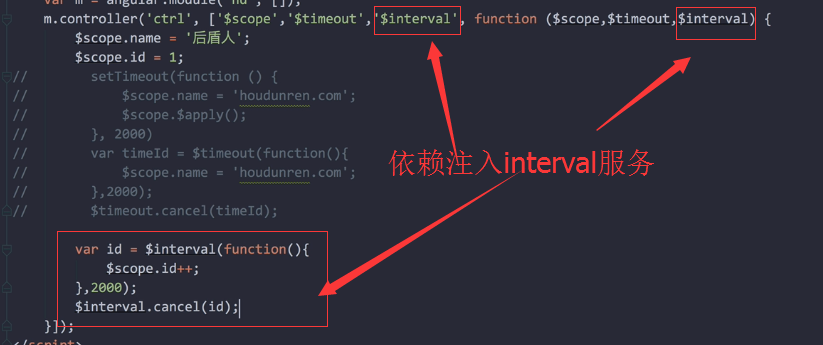 var m = angular.module('hd', []);
m.controller('ctrl', ['$scope','$timeout','$interval', function ($scope,$timeout,$interval) {
$scope.name = '后盾人';
$scope.id = 1;
// setTimeout(function () {
// $scope.name = 'houdunren.com';
// $scope.$apply();
// }, 2000)
// var timeId = $timeout(function(){
// $scope.name = 'houdunren.com';
// },2000);
// $timeout.cancel(timeId);
依赖注入interval服务
var id = $interval(function(){
$scope.id++;
},2000);
$interval.cancel(id);
}]);
</script>